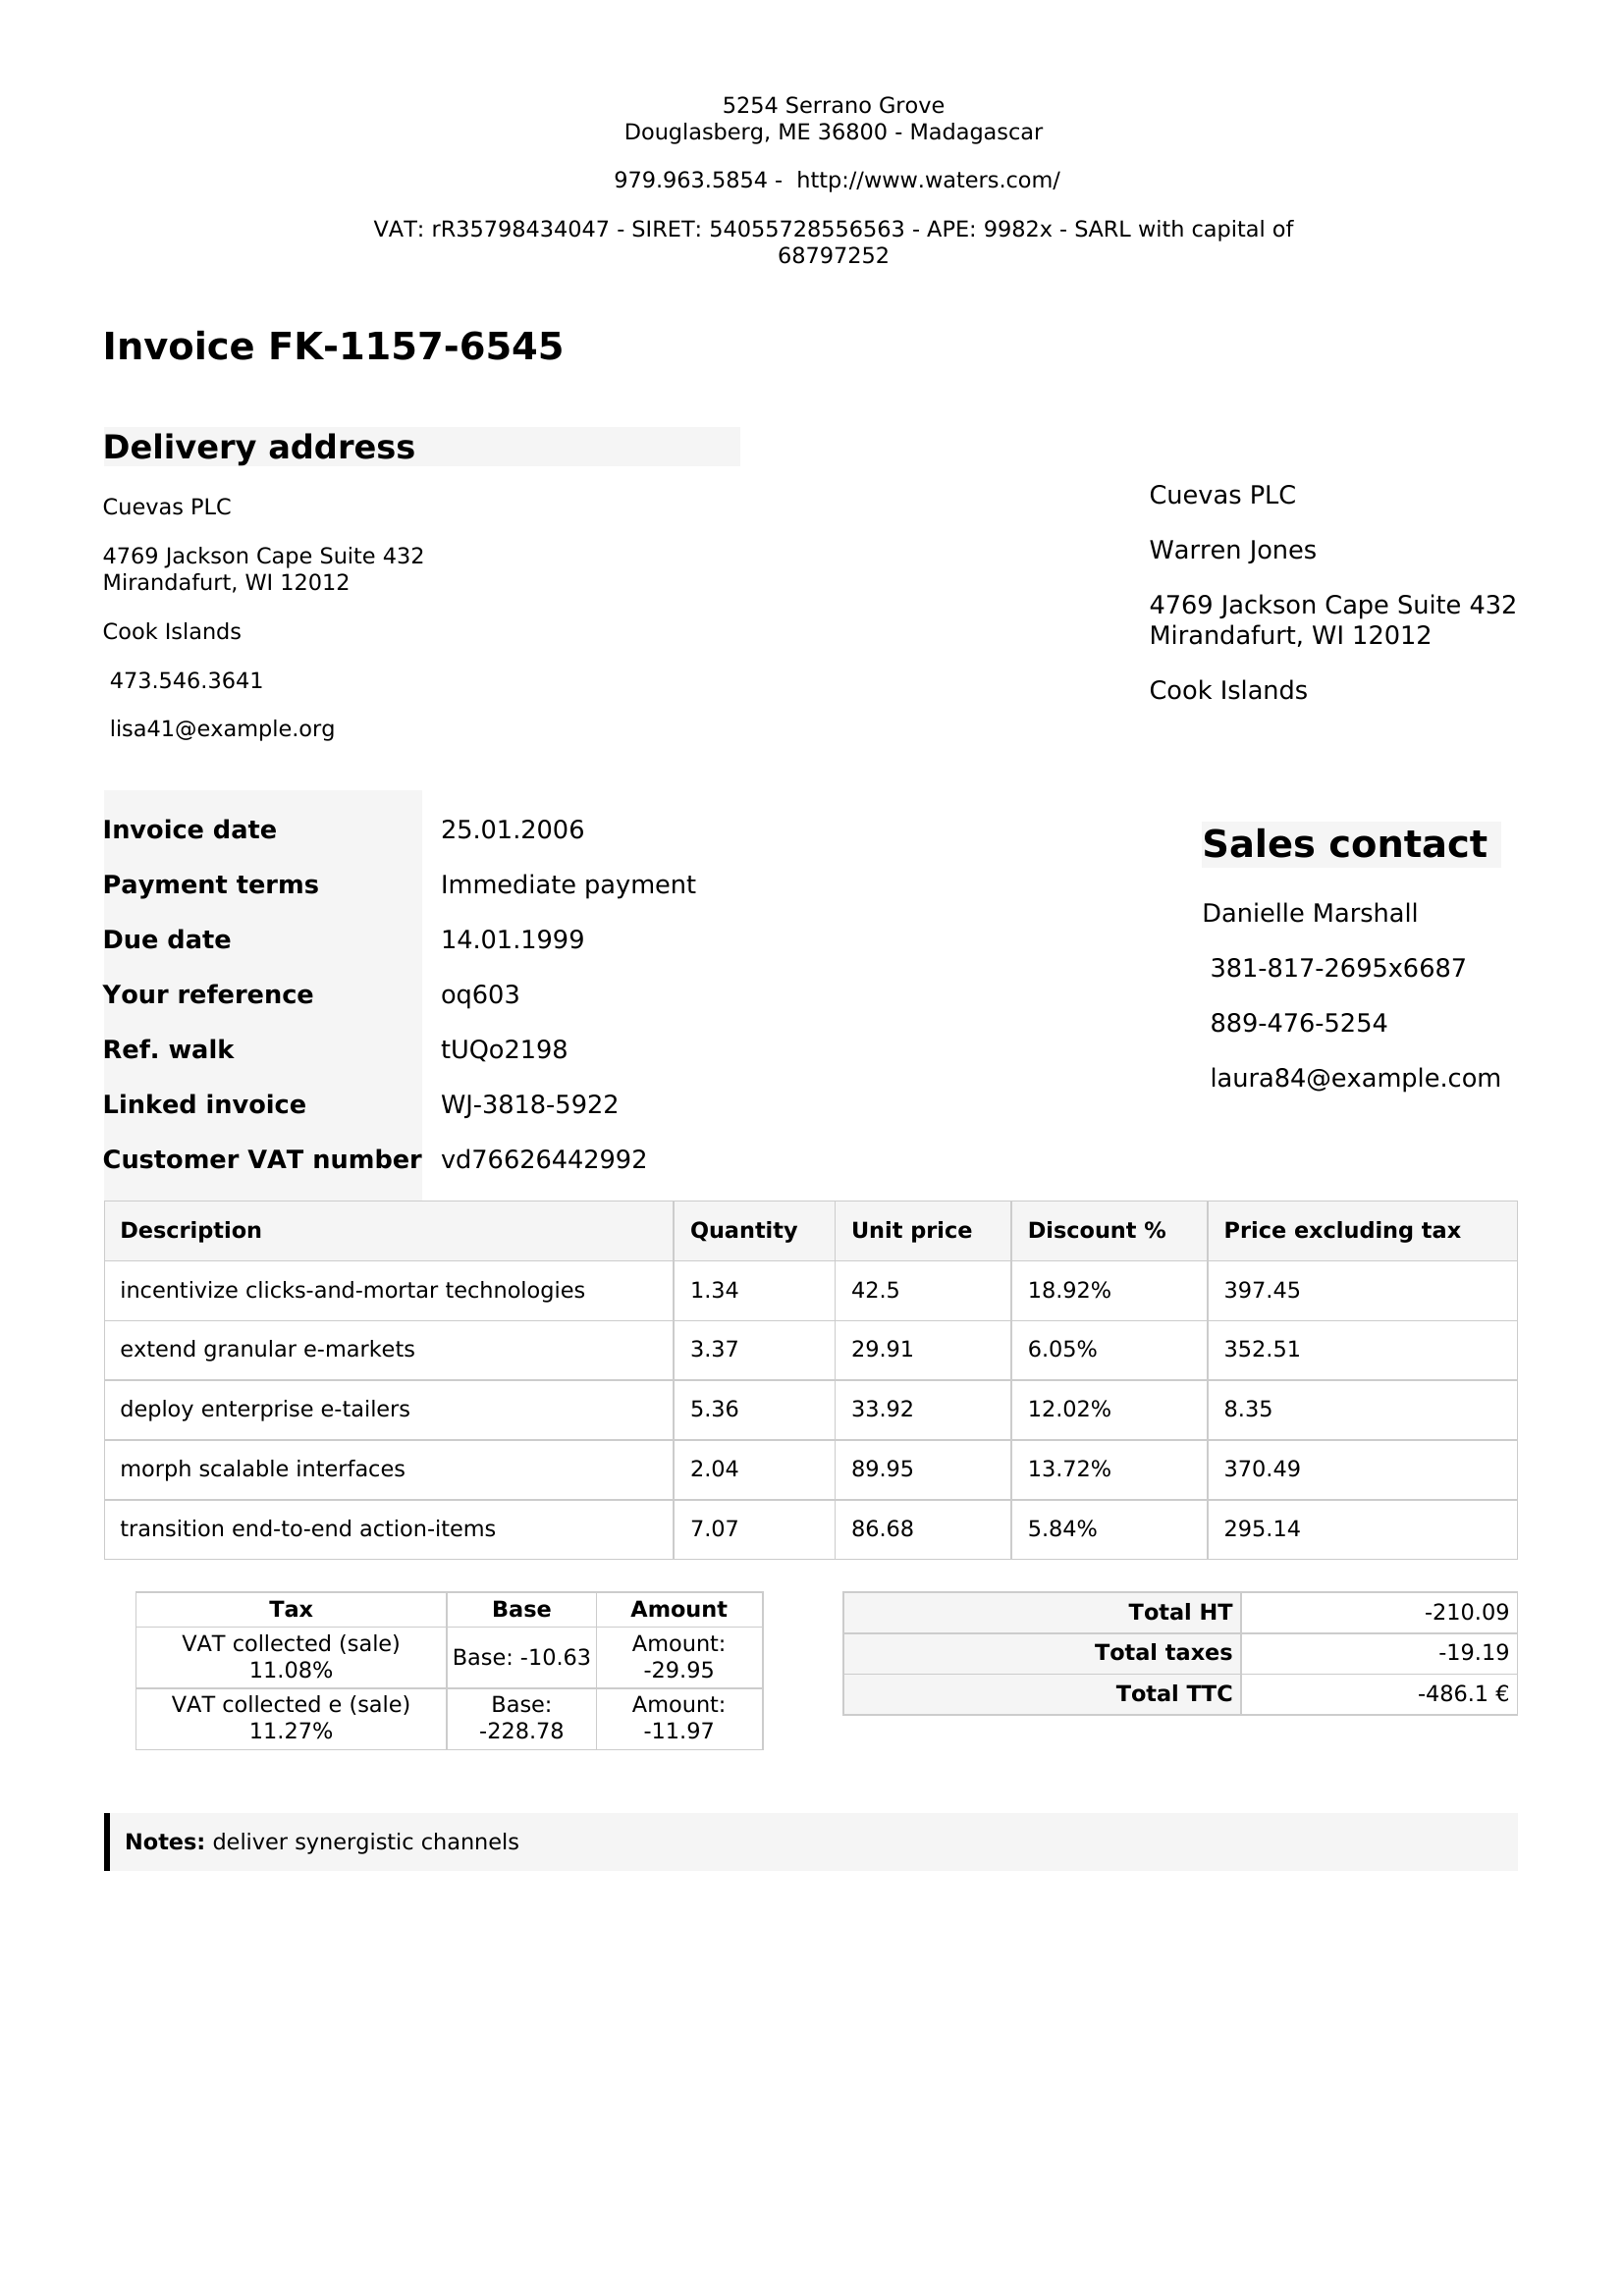 5254 Serrano Grove
Douglasberg, ME 36800 - Madagascar
979.963.5854 -  http://www.waters.com/
VAT: rR35798434047 - SIRET: 54055728556563 - APE: 9982x - SARL with capital of
68797252
Invoice FK-1157-6545
Delivery address
Cuevas PLC
4769 Jackson Cape Suite 432
Mirandafurt, WI 12012
Cook Islands
473.546.3641
lisa41@example.org
Cuevas PLC
Warren Jones
4769 Jackson Cape Suite 432
Mirandafurt, WI 12012
Cook Islands
Invoice date 25.01.2006
Payment terms Immediate payment
Due date 14.01.1999
Your reference oq603
Ref. walk tUQo2198
Linked invoice WJ-3818-5922
Customer VAT number vd76626442992
Sales contact
Danielle Marshall
381-817-2695x6687
889-476-5254
laura84@example.com
Description Quantity Unit price Discount % Price excluding tax
incentivize clicks-and-mortar technologies 1.34 42.5 18.92% 397.45
extend granular e-markets 3.37 29.91 6.05% 352.51
deploy enterprise e-tailers 5.36 33.92 12.02% 8.35
morph scalable interfaces 2.04 89.95 13.72% 370.49
transition end-to-end action-items 7.07 86.68 5.84% 295.14
Tax Base Amount
VAT collected (sale)
11.08%
Base: -10.63
Amount:
-29.95
VAT collected e (sale)
11.27%
Base:
-228.78
Amount:
-11.97
Total HT -210.09
Total taxes -19.19
Total TTC -486.1 €
Notes: deliver synergistic channels